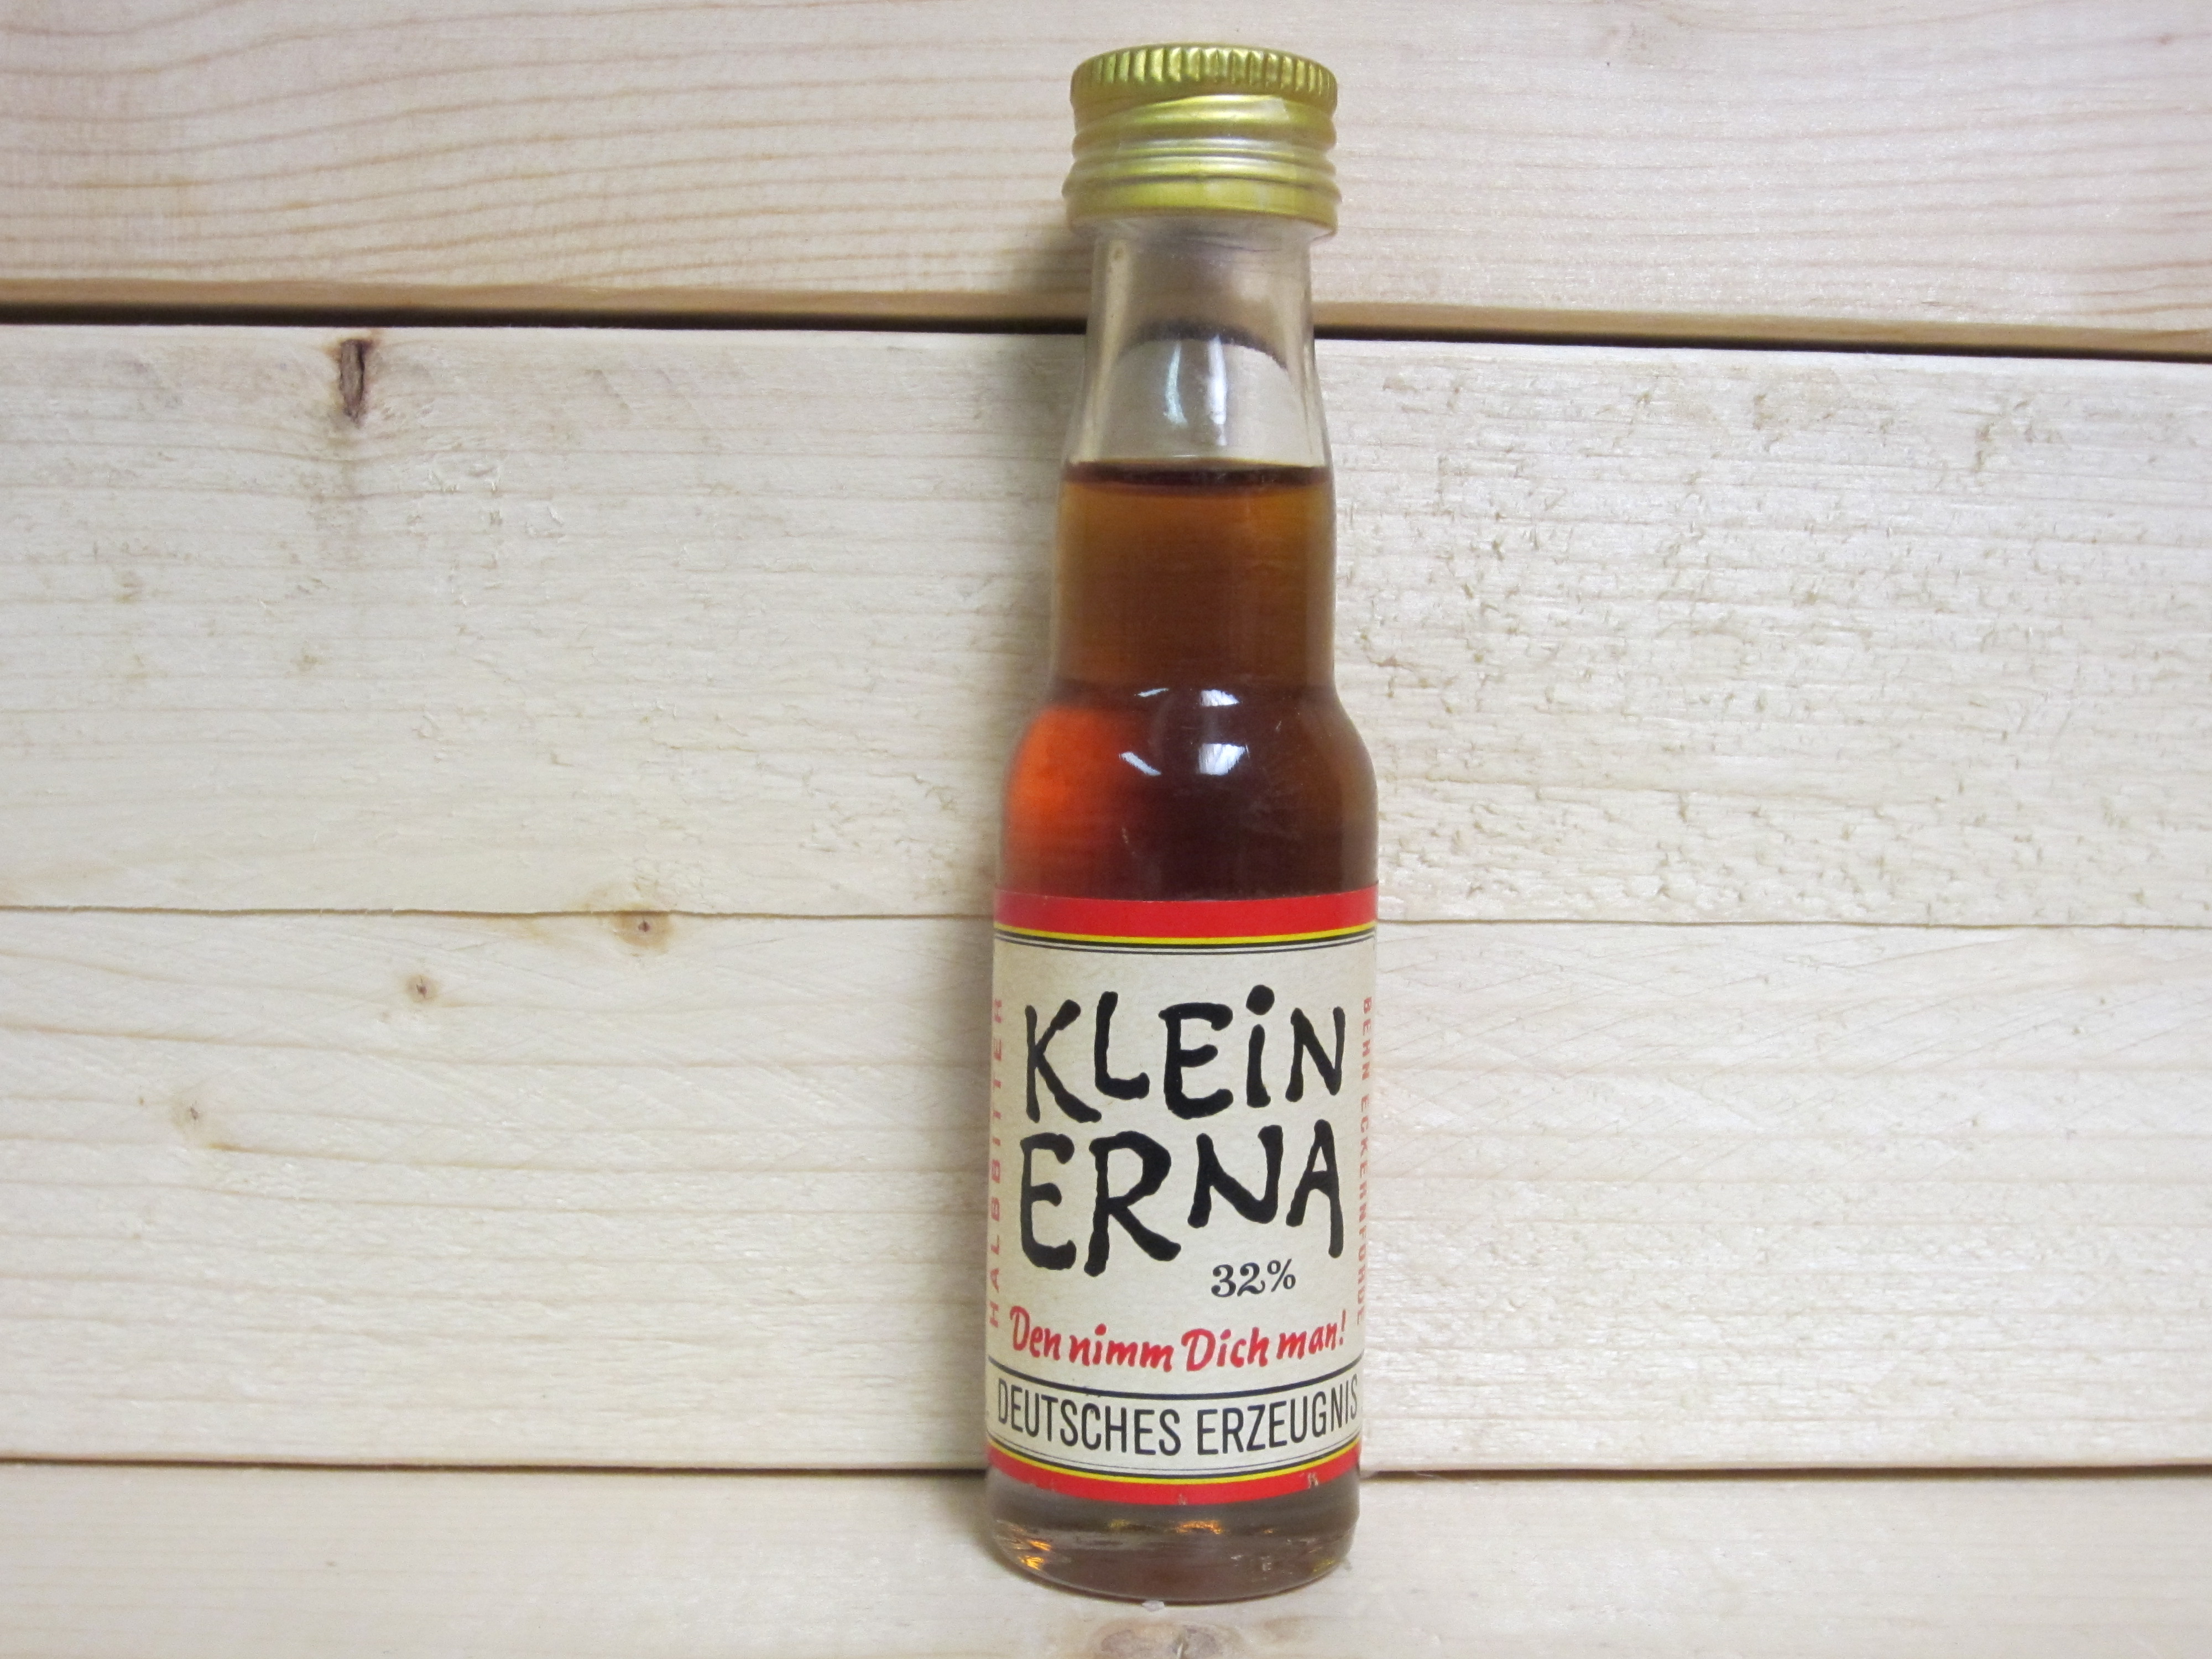 KLEiN
ERNA
32%
Den nimm Dich man!
DEUTSCHES ERZEUGNIS
HALBBITTER
BEHN ECKERNFÖRDE